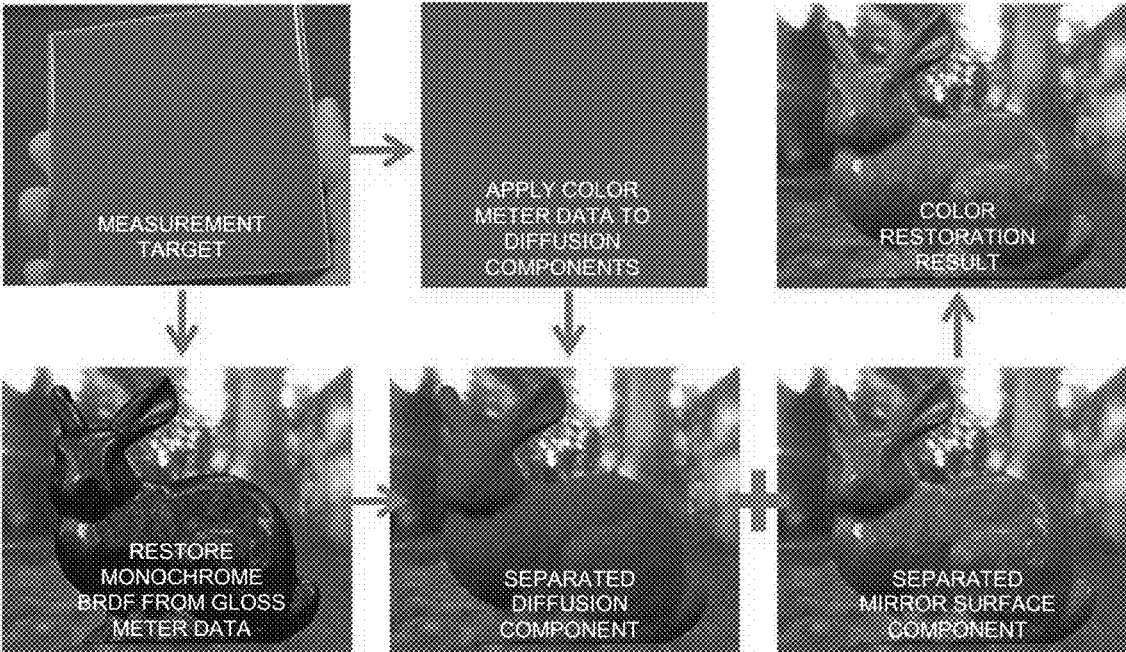 MEASUREMENT
TARGET
APPLY COLOR
METER DATA TO
DIFFUSION
COMPONENTS
COLOR
RESTORATION
RESULT
RESTORE
MONOCHROME
BRDF FROM GLOSS
METER DATA
SEPARATED
DIFFUSION
COMPONENT
SEPARATED
MIRROR SURFACE
COMPONENT